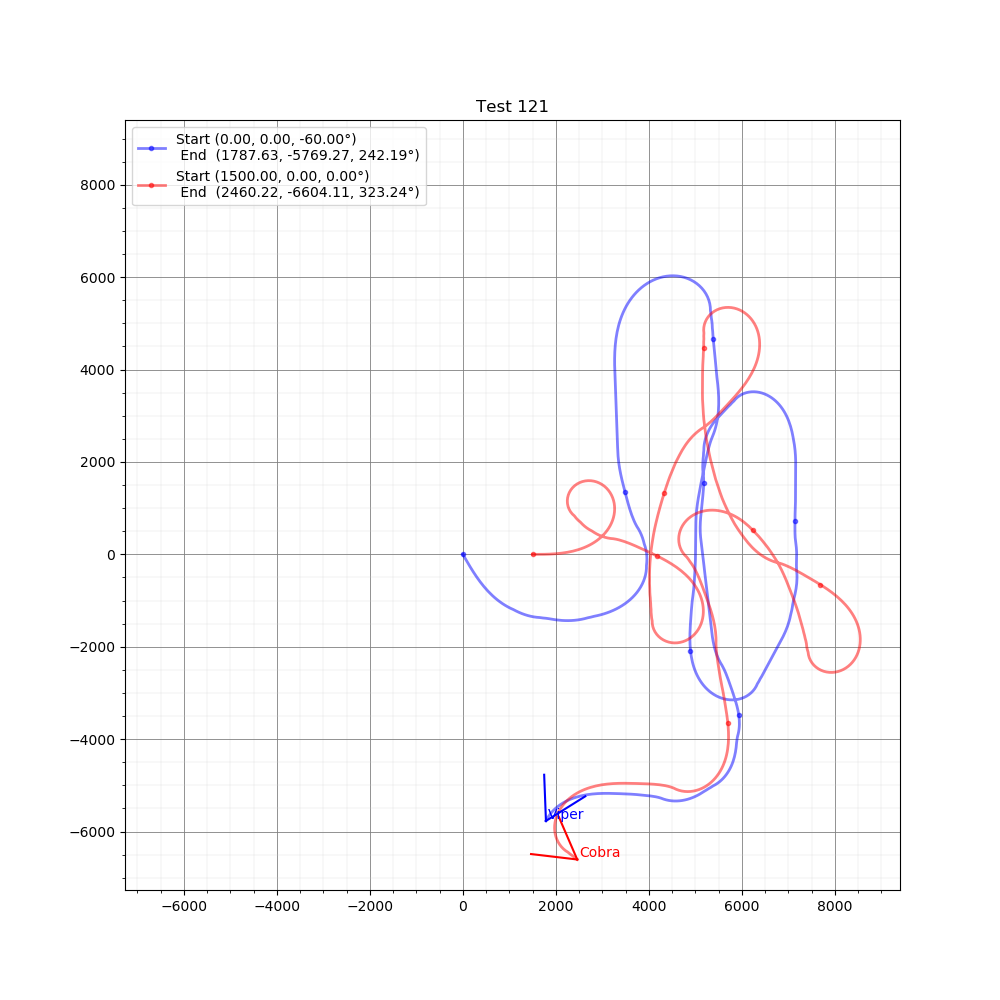 Test 121
Start (0.00, 0.00, -60.00°)
End  (1787.63, -5769.27, 242.19°)
Start (1500.00, 0.00, 0.00°)
End  (2460.22, -6604.11, 323.24°)
8000
6000
4000
2000
0
−2000
−4000
−6000
Viper
Cobra
−6000 −4000 −2000 0 2000 4000 6000 8000